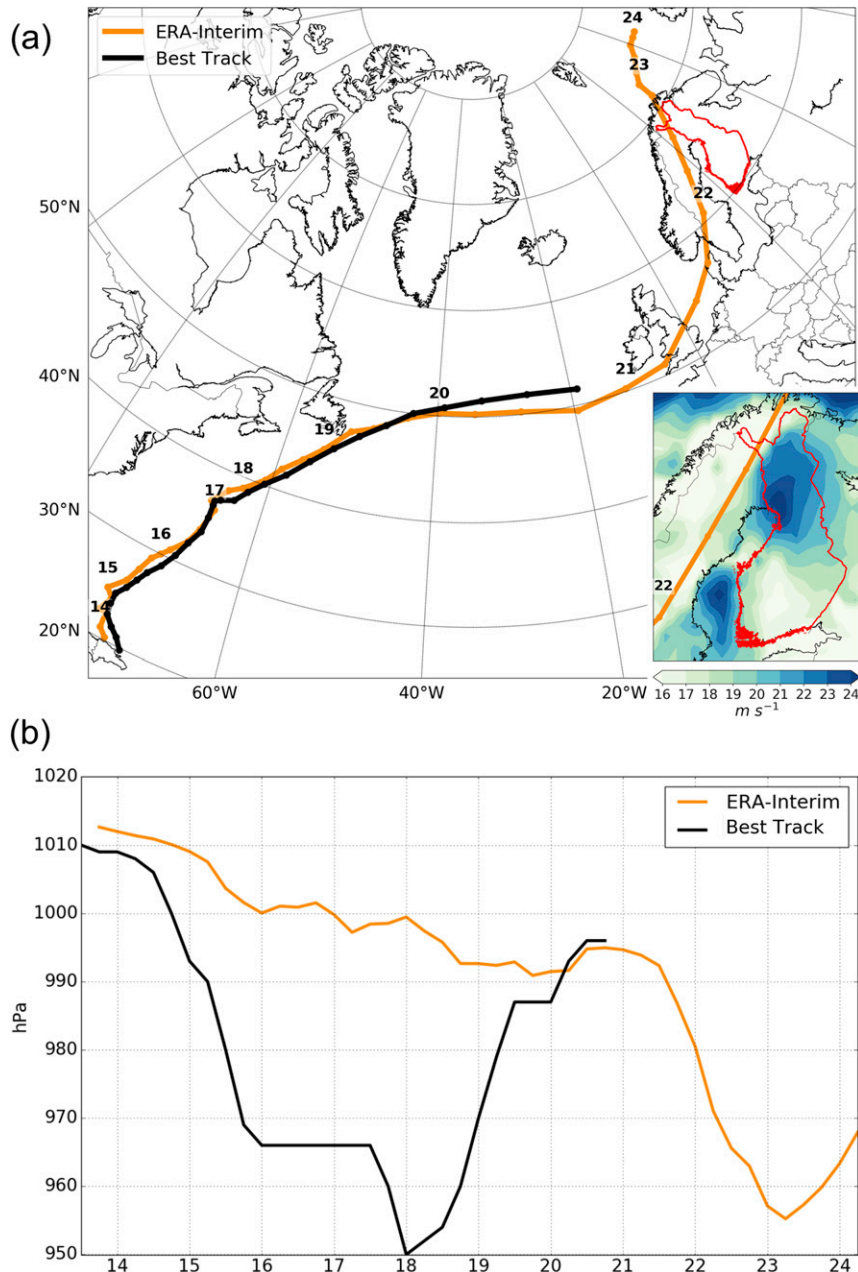 (a)
ERA-Interim
Best Track
24
23
22
21
20
19
18
17
16
15
14
50°N
40°N
30°N
20°N
60°W
40°W
20°W
22
16 17 18 19 20 21 22 23 24
m s⁻¹
(b)
ERA-Interim
Best Track
hPa
1020
1010
1000
990
980
970
960
950
14 15 16 17 18 19 20 21 22 23 24